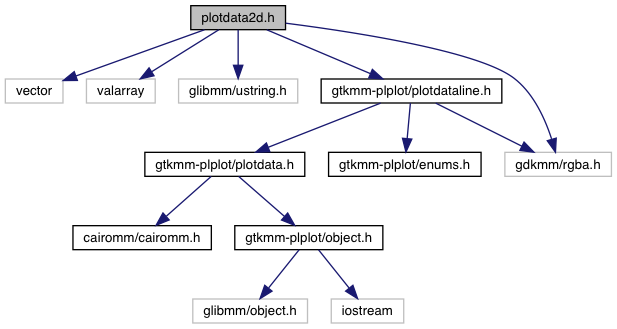 plotdata2d.h
vector
valarray
glibmm/ustring.h
gtkmm-plplot/plotdataline.h
gtkmm-plplot/plotdata.h
gtkmm-plplot/enums.h
gdkmm/rgba.h
cairomm/cairomm.h
gtkmm-plplot/object.h
glibmm/object.h
iostream